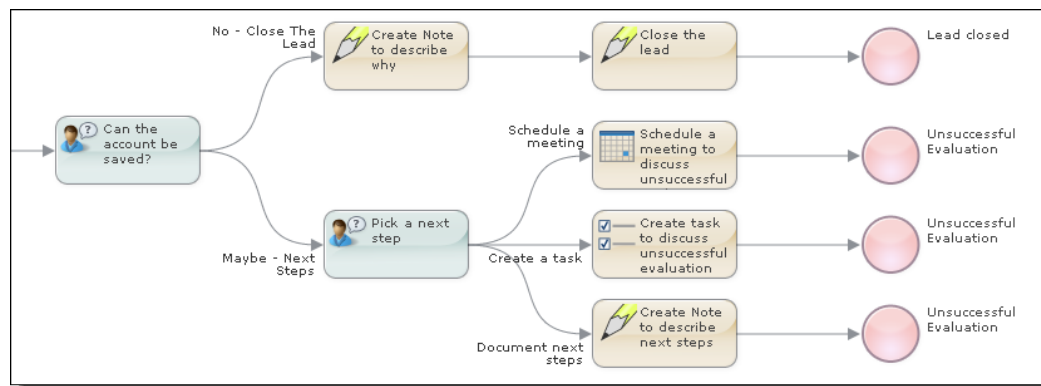 No - Close The
Lead
Create Note
to describe
why
Close the
lead
Lead closed
Can the
account be
saved?
Schedule a
meeting
Schedule a
meeting to
discuss
unsuccessful
Unsuccessful
Evaluation
Maybe - Next
Steps
Pick a next
step
Create a task
Create task
to discuss
unsuccessful
evaluation
Unsuccessful
Evaluation
Document next
steps
Create Note
to describe
next steps
Unsuccessful
Evaluation